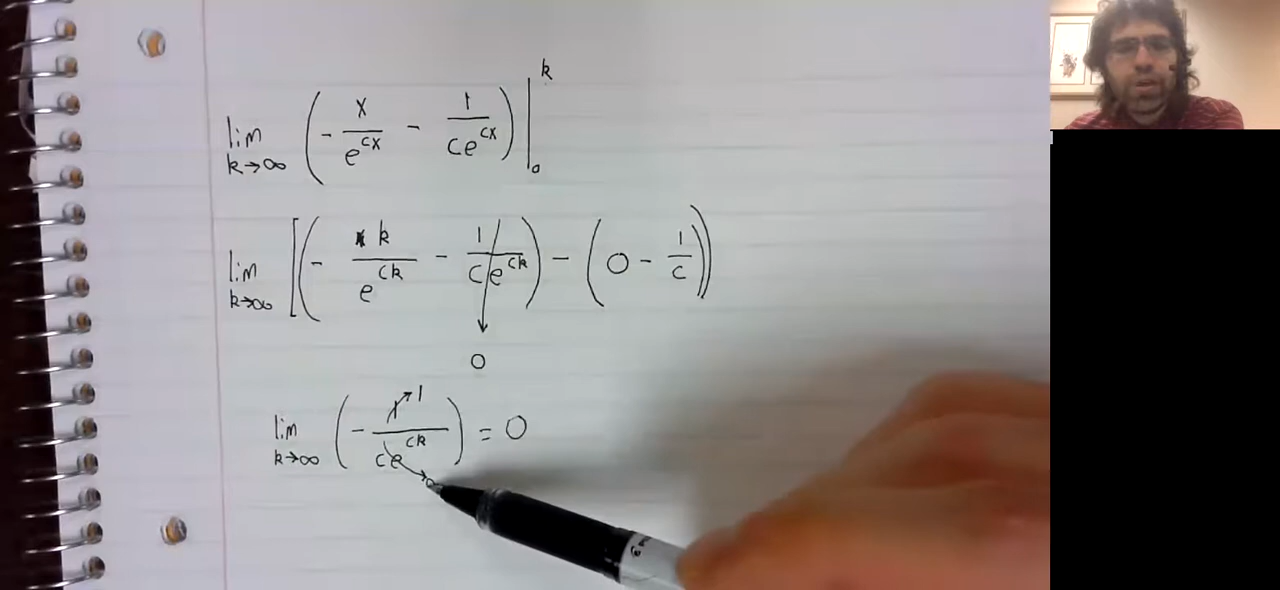 lim k→∞ ( - x/e^{cx} - 1/ce^{cx} ) |_0^k
lim k→∞ [ ( - k/e^{ck} - 1/ce^{ck} ) - ( 0 - 1/c ) ]
0
lim k→∞ ( - 1/ce^{ck} ) = 0
1